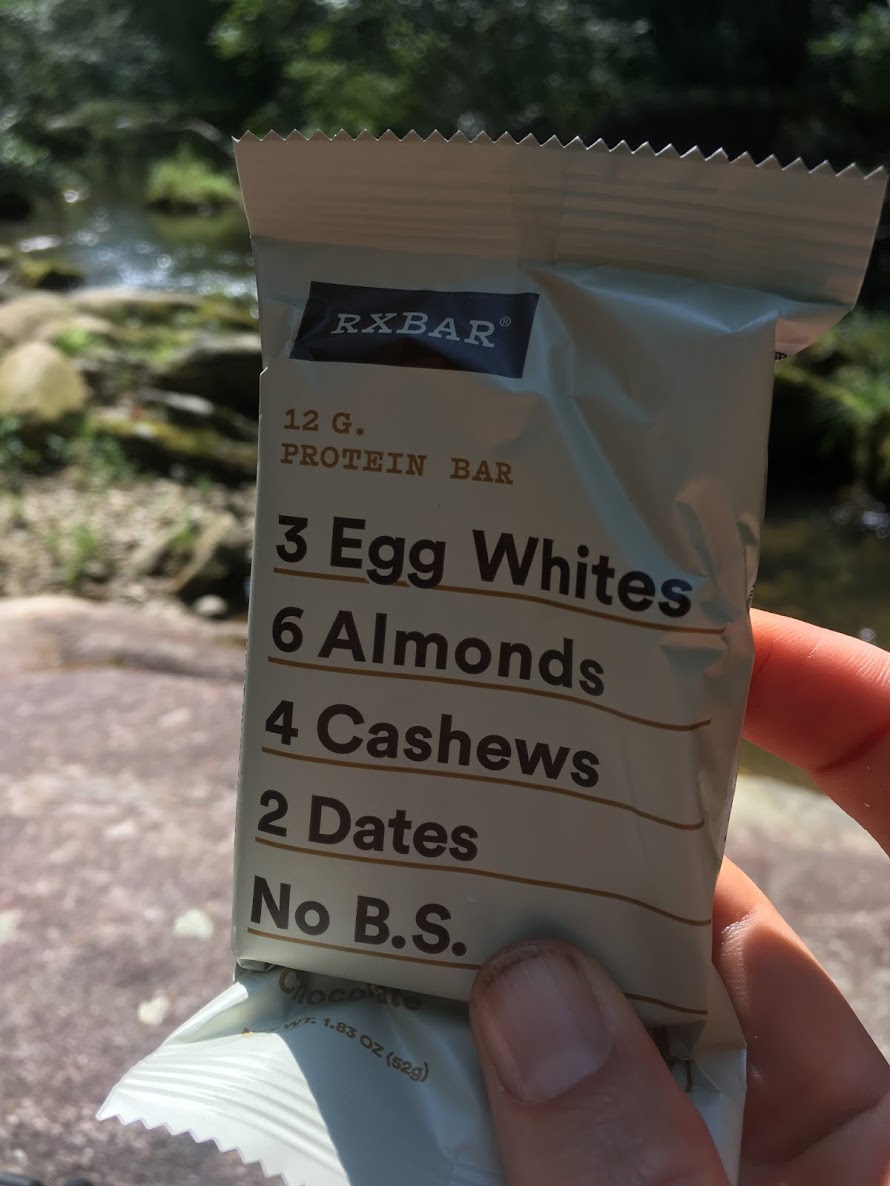 RXBAR®
12 G.
PROTEIN BAR
3 Egg Whites
6 Almonds
4 Cashews
2 Dates
No B.S.
Chocolate
WT. 1.83 OZ (52g)